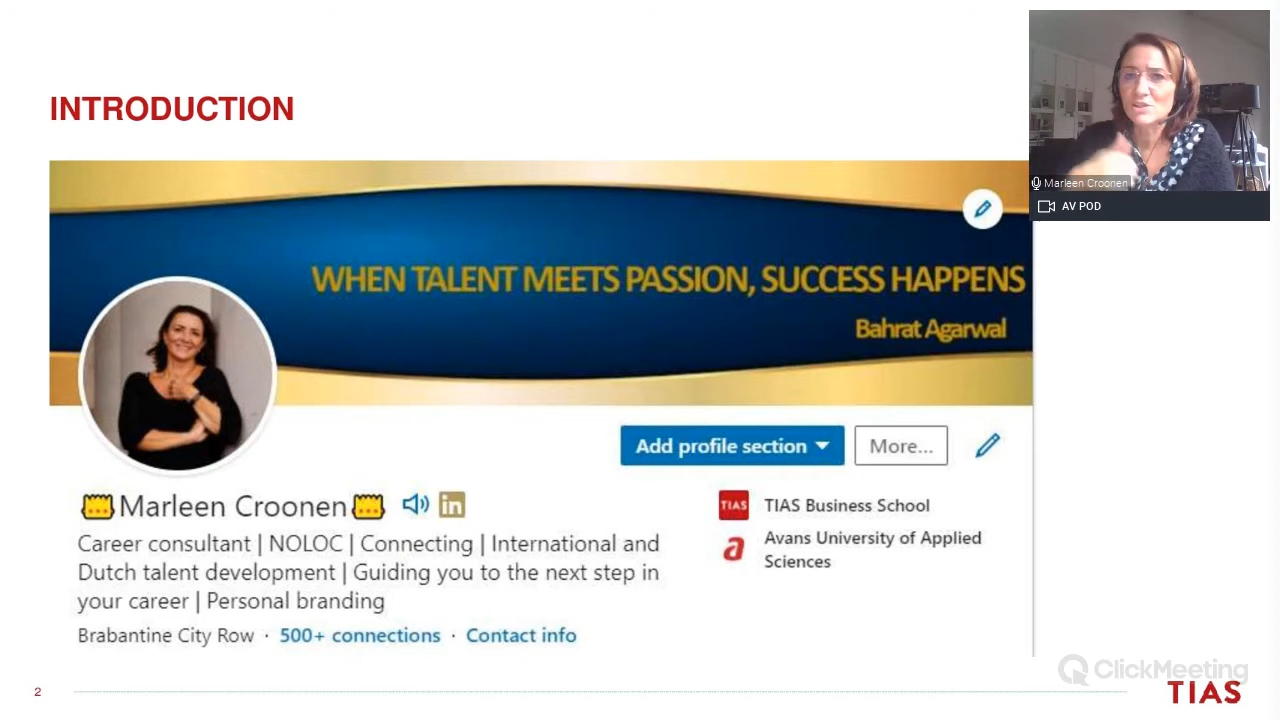 INTRODUCTION
WHEN TALENT MEETS PASSION, SUCCESS HAPPENS
Bahrat Agarwal
Marleen Croonen
AV POD
Add profile section
More...
Marleen Croonen
in
Career consultant | NOLOC | Connecting | International and
Dutch talent development | Guiding you to the next step in
your career | Personal branding
Brabantine City Row · 500+ connections · Contact info
TIAS
TIAS Business School
a
Avans University of Applied
Sciences
ClickMeeting
2
TIAS